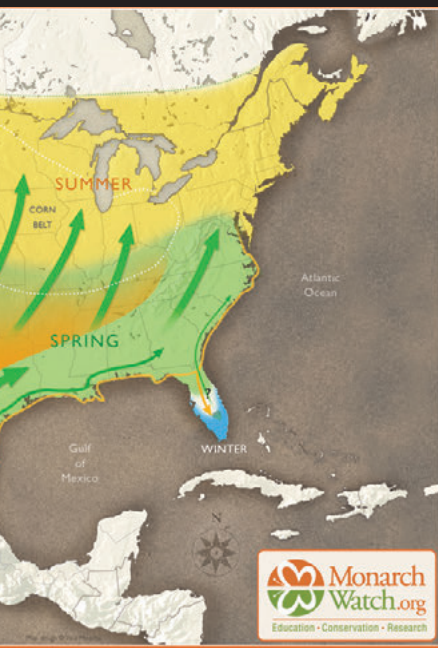 SUMMER
CORN
BELT
Atlantic
Ocean
SPRING
?
WINTER
Gulf
of
Mexico
N
Monarch
Watch.org
Education • Conservation • Research